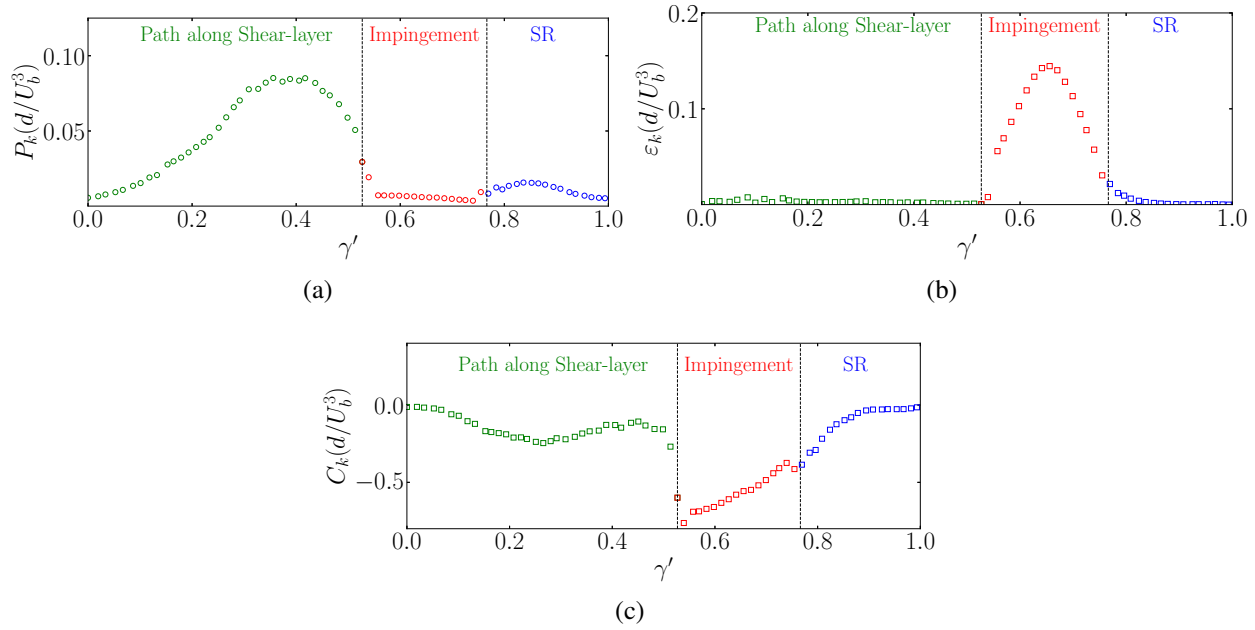 Path along Shear-layer Impingement SR
0.10
0.05
P_k(d/U_b^3)
0.0 0.2 0.4 0.6 0.8 1.0
γ′
(a)
Path along Shear-layer Impingement SR
0.2
0.1
0.0
ε_k(d/U_b^3)
0.0 0.2 0.4 0.6 0.8 1.0
γ′
(b)
Path along Shear-layer Impingement SR
0.0
−0.5
C_k(d/U_b^3)
0.0 0.2 0.4 0.6 0.8 1.0
γ′
(c)